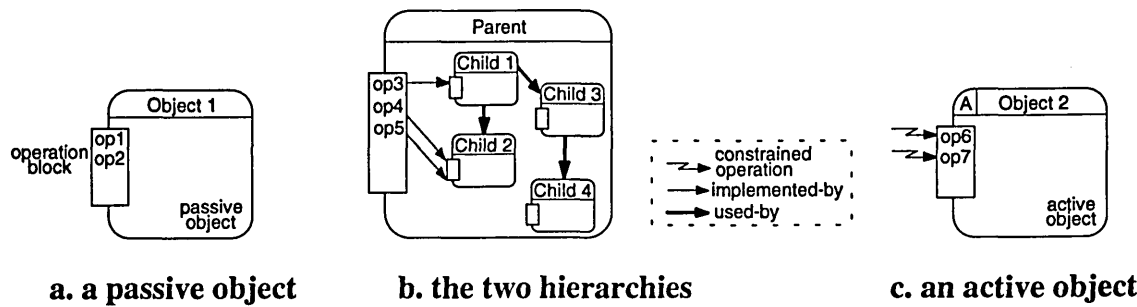 Object 1
operation
block
op1
op2
passive
object
a. a passive object
Parent
op3
op4
op5
Child 1
Child 3
Child 2
Child 4
b. the two hierarchies
constrained
operation
implemented-by
used-by
A Object 2
op6
op7
active
object
c. an active object